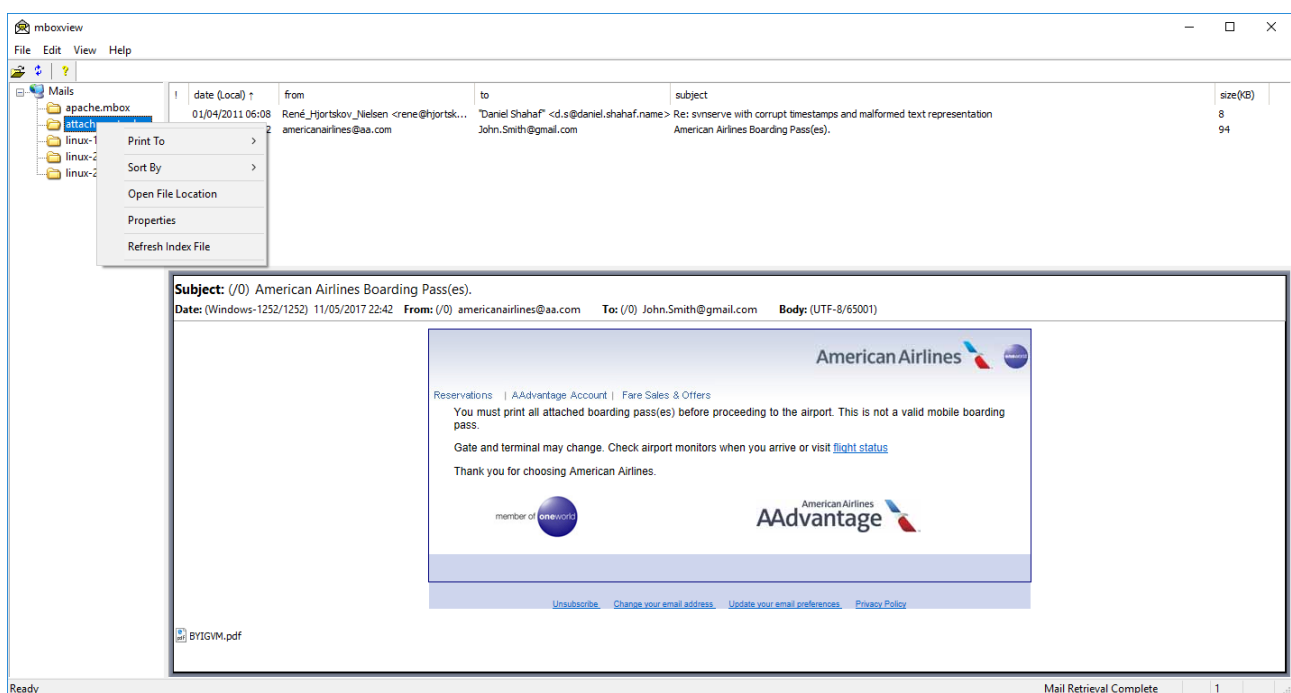 mboxview
File Edit View Help
Mails
apache.mbox
attach
linux-1
linux-2
linux-2
Print To
Sort By
Open File Location
Properties
Refresh Index File
! date (Local) ↑ from to subject size(KB)
01/04/2011 06:08 René_Hjortskov_Nielsen <rene@hjortsk... "Daniel Shahaf" <d.s@daniel.shahaf.name> Re: svnserve with corrupt timestamps and malformed text representation 8
2 americanairlines@aa.com John.Smith@gmail.com American Airlines Boarding Pass(es). 94
Subject: (/0) American Airlines Boarding Pass(es).
Date: (Windows-1252/1252) 11/05/2017 22:42 From: (/0) americanairlines@aa.com To: (/0) John.Smith@gmail.com Body: (UTF-8/65001)
American Airlines oneworld
Reservations | AAdvantage Account | Fare Sales & Offers
You must print all attached boarding pass(es) before proceeding to the airport. This is not a valid mobile boarding
pass.
Gate and terminal may change. Check airport monitors when you arrive or visit flight status
Thank you for choosing American Airlines.
member of oneworld
American Airlines
AAdvantage
Unsubscribe Change your email address Update your email preferences Privacy Policy
BYIGVM.pdf
Ready Mail Retrieval Complete 1